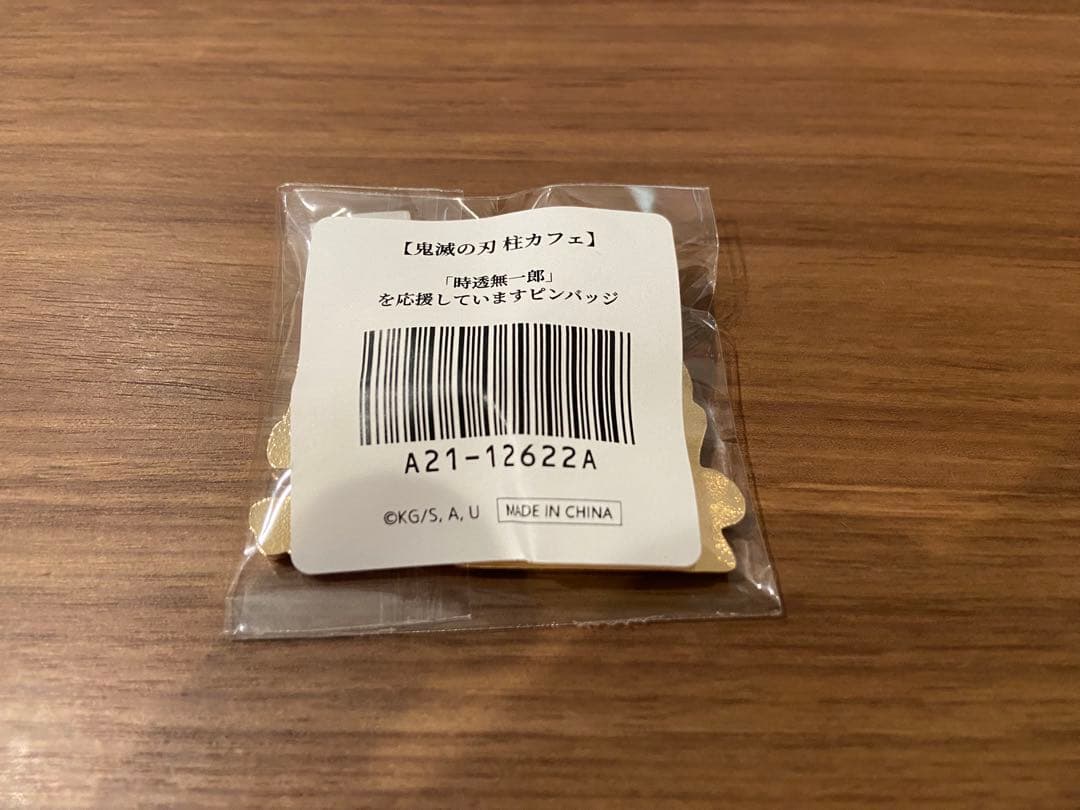 【鬼滅の刃 柱カフェ】
「時透無一郎」
を応援していますピンバッジ
A21-12622A
©KG/S, A, U MADE IN CHINA